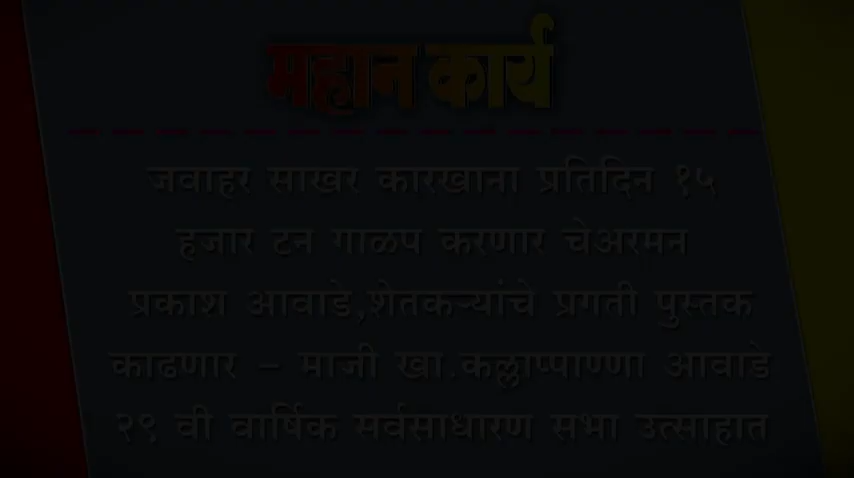 महान कार्य
जवाहर साखर कारखाना प्रतिदिन १५
हजार टन गाळप करणार चेअरमन
प्रकाश आवाडे,शेतकऱ्यांचे प्रगती पुस्तक
काढणार - माजी खा.कल्लाप्पाण्णा आवाडे
२९ वी वार्षिक सर्वसाधारण सभा उत्साहात